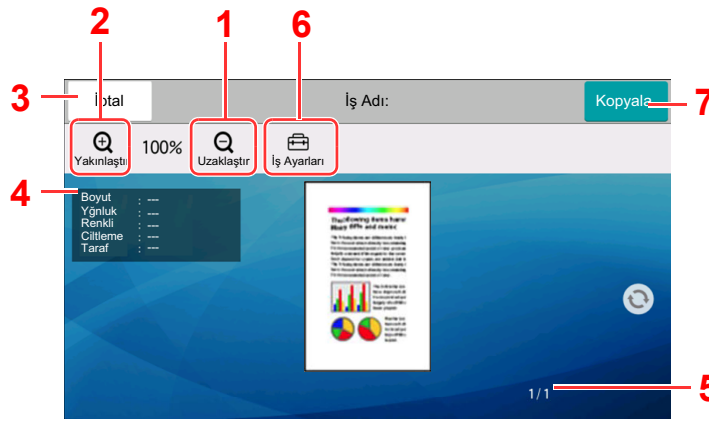 2
1
6
3
İptal
İş Adı:
Kopyala
7
Yakınlaştır
100%
Uzaklaştır
İş Ayarları
4
Boyut : ---
Yğnluk : ---
Renkli : ---
Ciltleme : ---
Taraf : ---
1/1
5